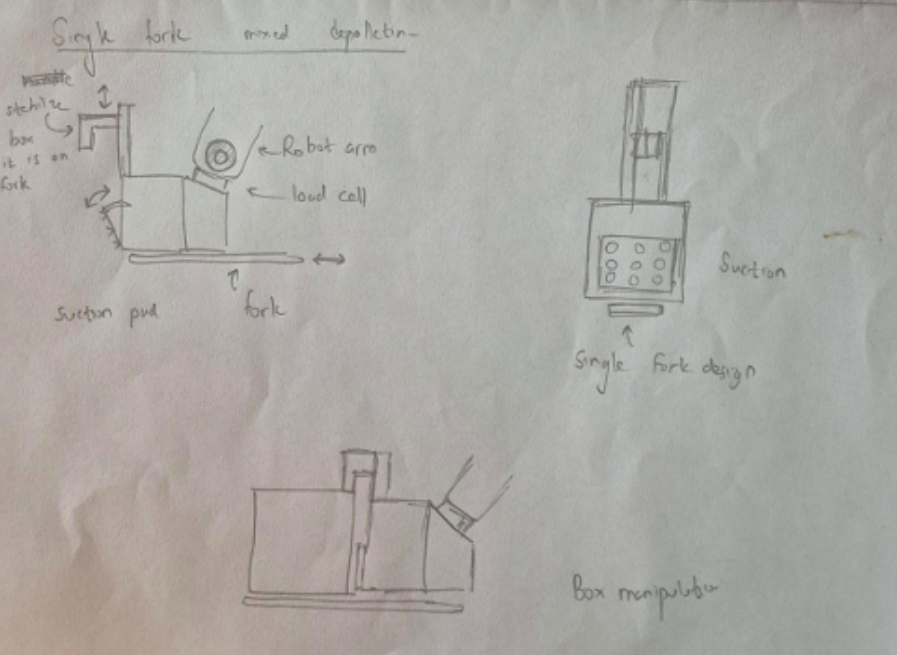 Single fork mixed depalletin
stabilize
box
it is on
fork
Robot arm
load cell
suction pad
fork
Suction
Single fork design
Box manipulator